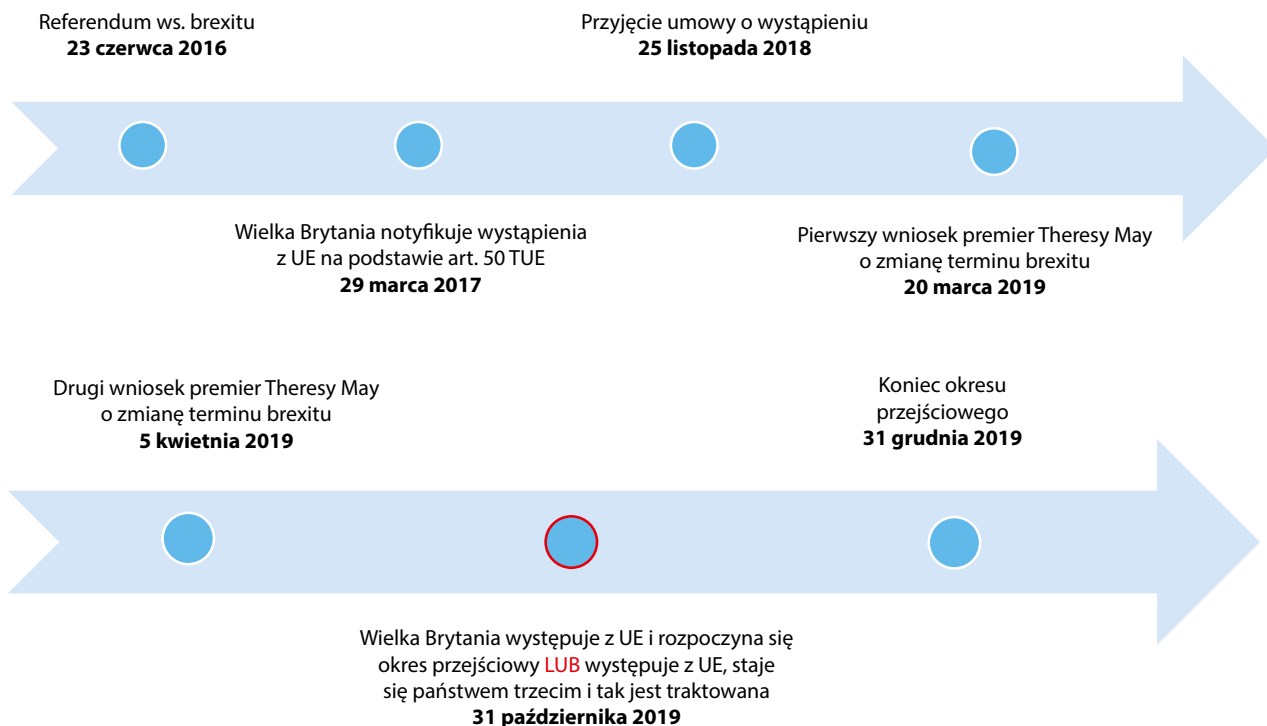 Referendum ws. brexitu
23 czerwca 2016
Przyjęcie umowy o wystąpieniu
25 listopada 2018
Wielka Brytania notyfikuje wystąpienia
z UE na podstawie art. 50 TUE
29 marca 2017
Pierwszy wniosek premier Theresy May
o zmianę terminu brexitu
20 marca 2019
Drugi wniosek premier Theresy May
o zmianę terminu brexitu
5 kwietnia 2019
Koniec okresu
przejściowego
31 grudnia 2019
Wielka Brytania występuje z UE i rozpoczyna się
okres przejściowy LUB występuje z UE, staje
się państwem trzecim i tak jest traktowana
31 października 2019